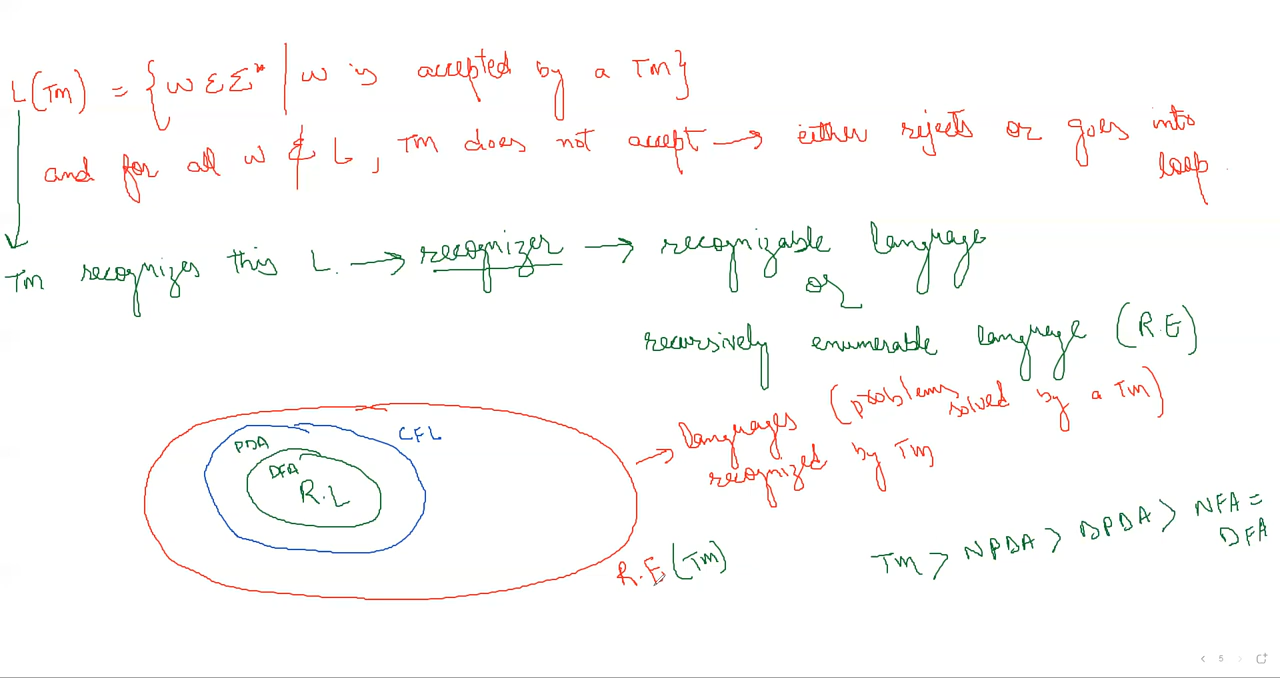 L(TM) = { w ε Σ* | w is accepted by a TM}
and for all w ∉ L, TM does not accept → either rejects or goes into
loop
TM recognizes this L. → recognizer → recognizable language
or
recursively enumerable language (R.E)
languages (problems solved by a TM)
recognized by TM
CFL
PDA
DFA
R.L
R.E (TM)
TM > NPDA > DPDA > NFA =
DFA
5